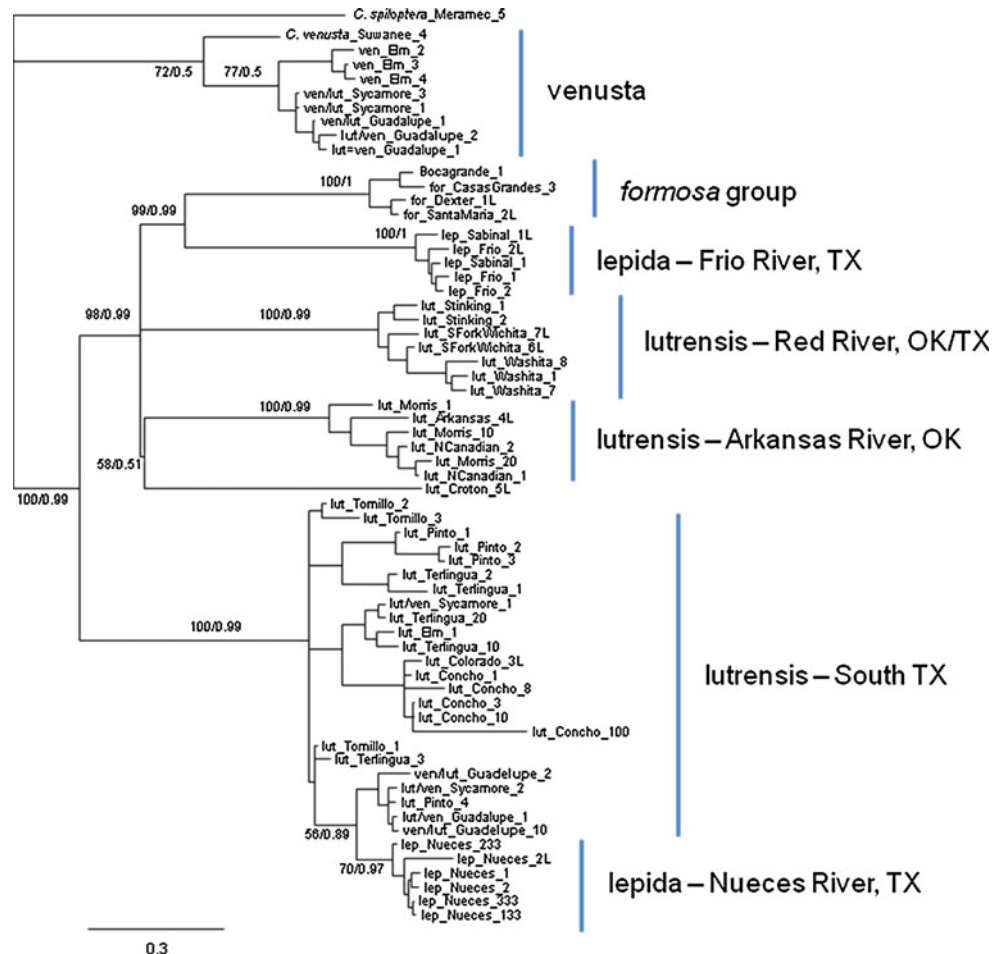 C. spiloptera_Meramec_5
C. venusta_Suwanee_4
ven_Elm_2
72/0.5
77/0.5
ven_Elm_3
ven_Elm_4
ven/lut_Sycamore_3
ven/lut_Sycamore_1
ven/lut_Guadalupe_1
lut/ven_Guadalupe_2
lut=ven_Guadalupe_1
venusta
Bocagrande_1
100/1
for_CasasGrandes_3
for_Dexter_1L
for_SantaMaria_2L
formosa group
99/0.99
100/1
lep_Sabinal_1L
lep_Frio_2L
lep_Sabinal_1
lep_Frio_1
lep_Frio_2
lepida – Frio River, TX
98/0.99
100/0.99
lut_Stinking_1
lut_Stinking_2
lut_SForkWichita_7L
lut_SForkWichita_6L
lut_Washita_8
lut_Washita_1
lut_Washita_7
lutrensis – Red River, OK/TX
100/0.99
lut_Morris_1
lut_Arkansas_4L
lut_Morris_10
lut_NCanadian_2
lut_Morris_20
lut_NCanadian_1
lutrensis – Arkansas River, OK
58/0.51
lut_Croton_5L
100/0.99
lut_Tornillo_2
lut_Tornillo_3
lut_Pinto_1
lut_Pinto_2
lut_Pinto_3
lut_Terlingua_2
lut_Terlingua_1
lut/ven_Sycamore_1
lut_Terlingua_20
100/0.99
lut_Elm_1
lut_Terlingua_10
lut_Colorado_3L
lut_Concho_1
lut_Concho_8
lut_Concho_3
lut_Concho_10
lut_Concho_100
lutrensis – South TX
lut_Tornillo_1
lut_Terlingua_3
ven/lut_Guadelupe_2
lut/ven_Sycamore_2
lut_Pinto_4
lut/ven_Guadalupe_1
ven/lut_Guadelupe_10
56/0.89
lep_Nueces_233
70/0.97
lep_Nueces_2L
lep_Nueces_1
lep_Nueces_2
lep_Nueces_333
lep_Nueces_133
lepida – Nueces River, TX
0.3